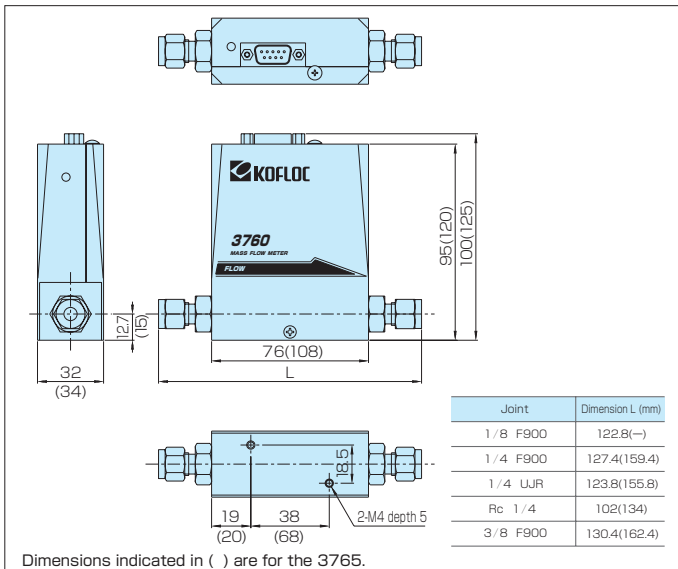 KOFLOC
3760
MASS FLOW METER
FLOW
95(120)
100(125)
12.7
(15)
32
(34)
76(108)
L
18.5
19
(20)
38
(68)
2-M4 depth 5
Joint Dimension L (mm)
1/8 F900 122.8(—)
1/4 F900 127.4(159.4)
1/4 UJR 123.8(155.8)
Rc 1/4 102(134)
3/8 F900 130.4(162.4)
Dimensions indicated in ( ) are for the 3765.